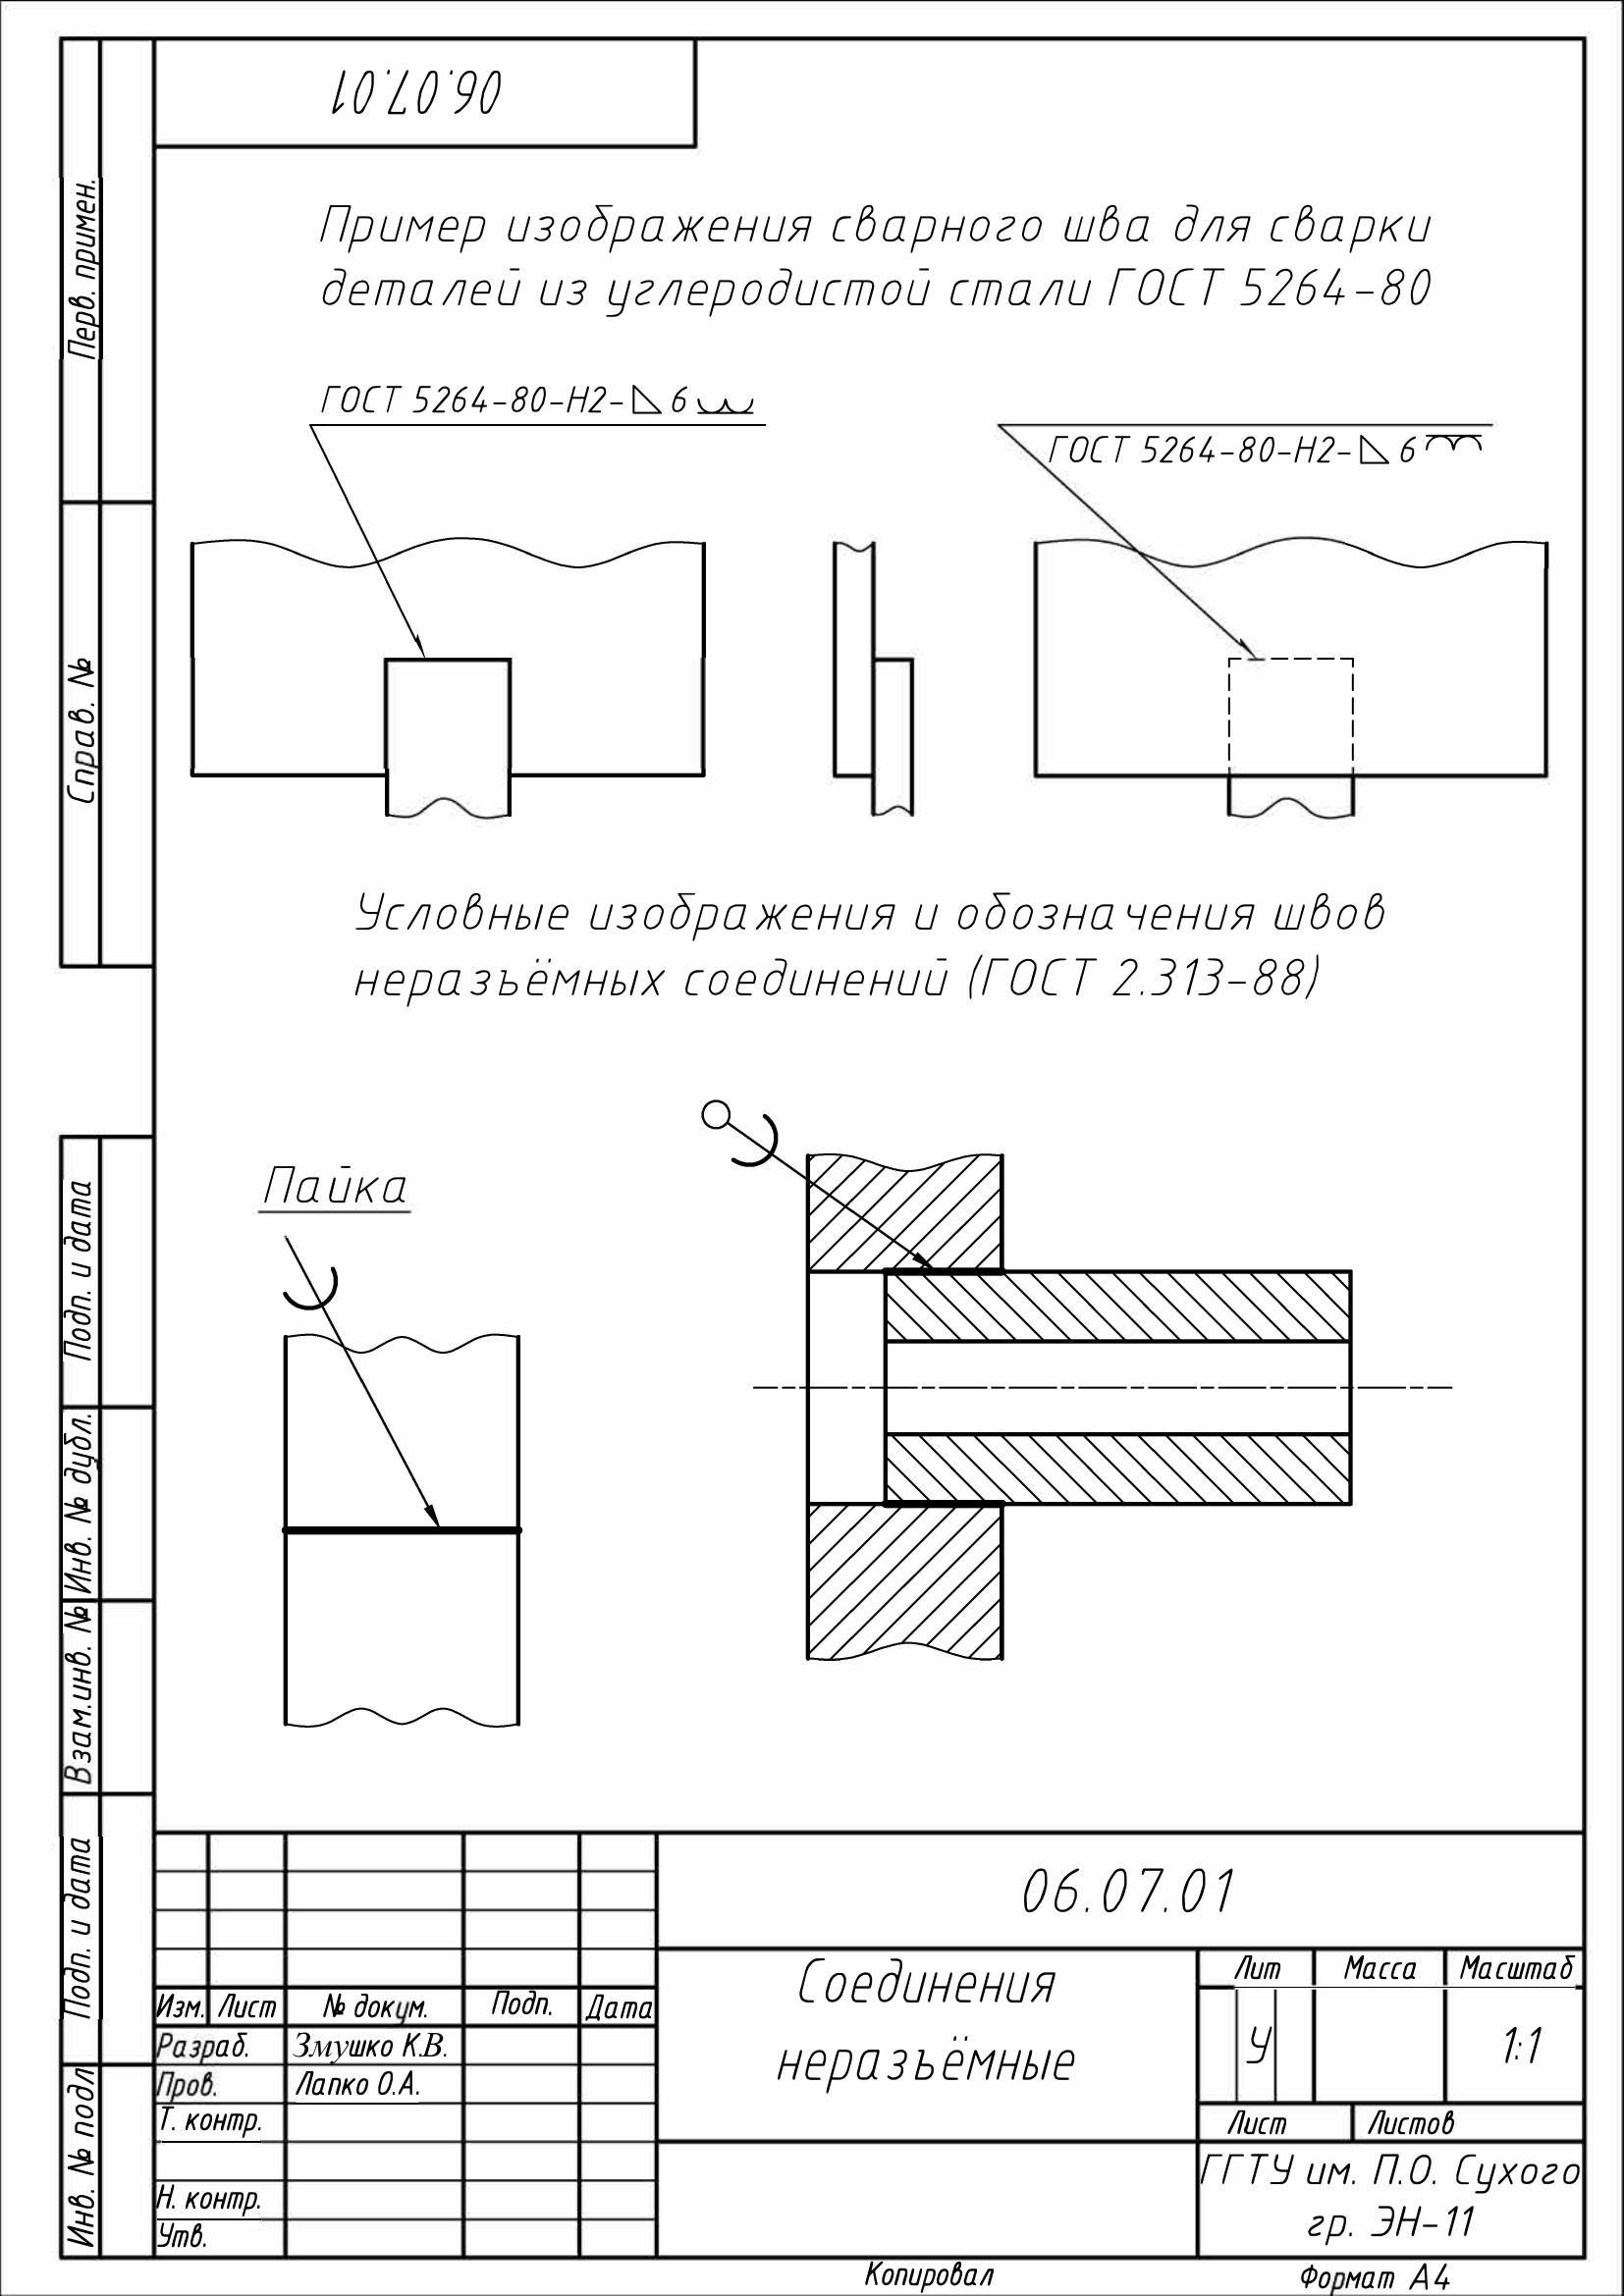 06.07.01
Перв. примен.
Справ. №
Подп. и дата
Инв. № дубл.
Взам.инв. №
Подп. и дата
Инв. № подл
Пример изображения сварного шва для сварки
деталей из углеродистой стали ГОСТ 5264-80
ГОСТ 5264-80-Н2-◺6
ГОСТ 5264-80-Н2-◺6
Условные изображения и обозначения швов
неразъёмных соединений (ГОСТ 2.313-88)
Пайка
06.07.01
Соединения
неразъёмные
Лит Масса Масштаб
У 1:1
Лист Листов
ГГТУ им. П.О. Сухого
гр. ЭН-11
Изм. Лист № докум. Подп. Дата
Разраб. Змушко К.В.
Пров. Лапко О.А.
Т. контр.
Н. контр.
Утв.
Копировал Формат А4